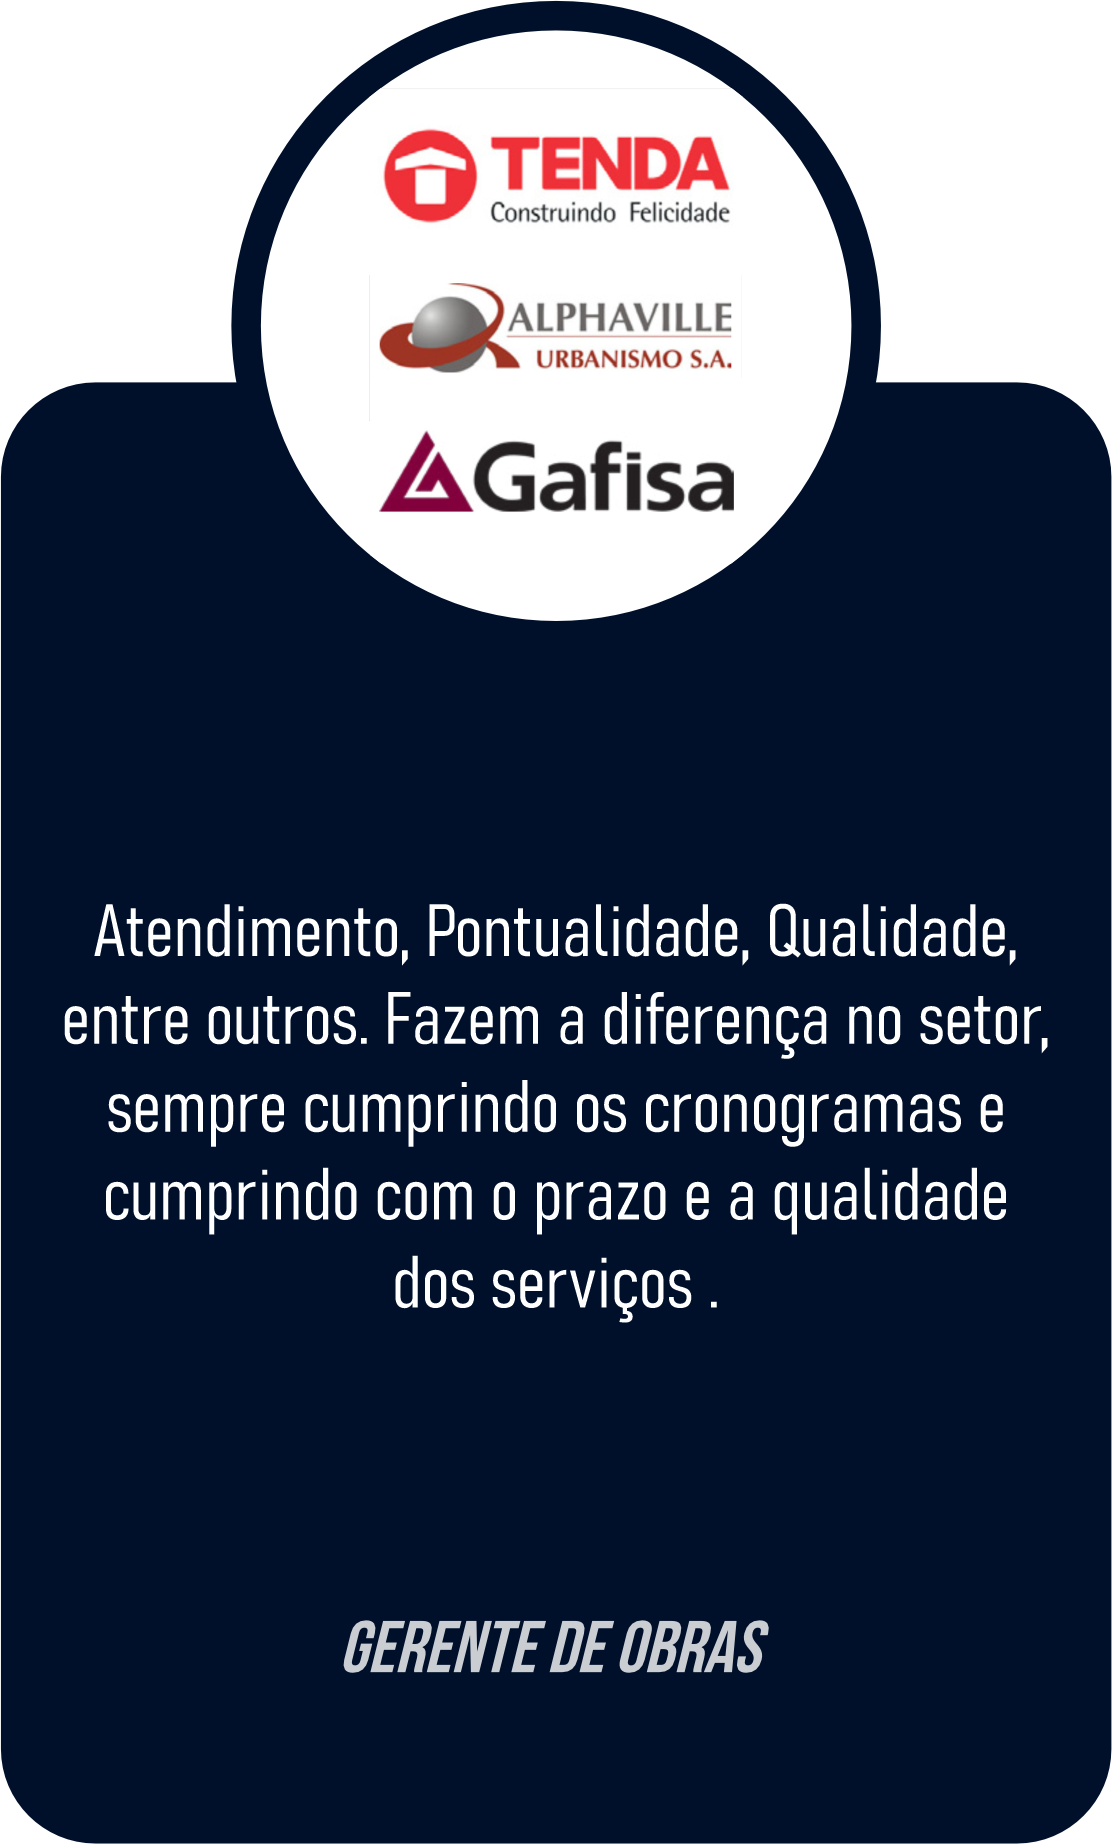 TENDA
Construindo Felicidade
ALPHAVILLE
URBANISMO S.A.
Gafisa
Atendimento, Pontualidade, Qualidade,
entre outros. Fazem a diferença no setor,
sempre cumprindo os cronogramas e
cumprindo com o prazo e a qualidade
dos serviços .
GERENTE DE OBRAS